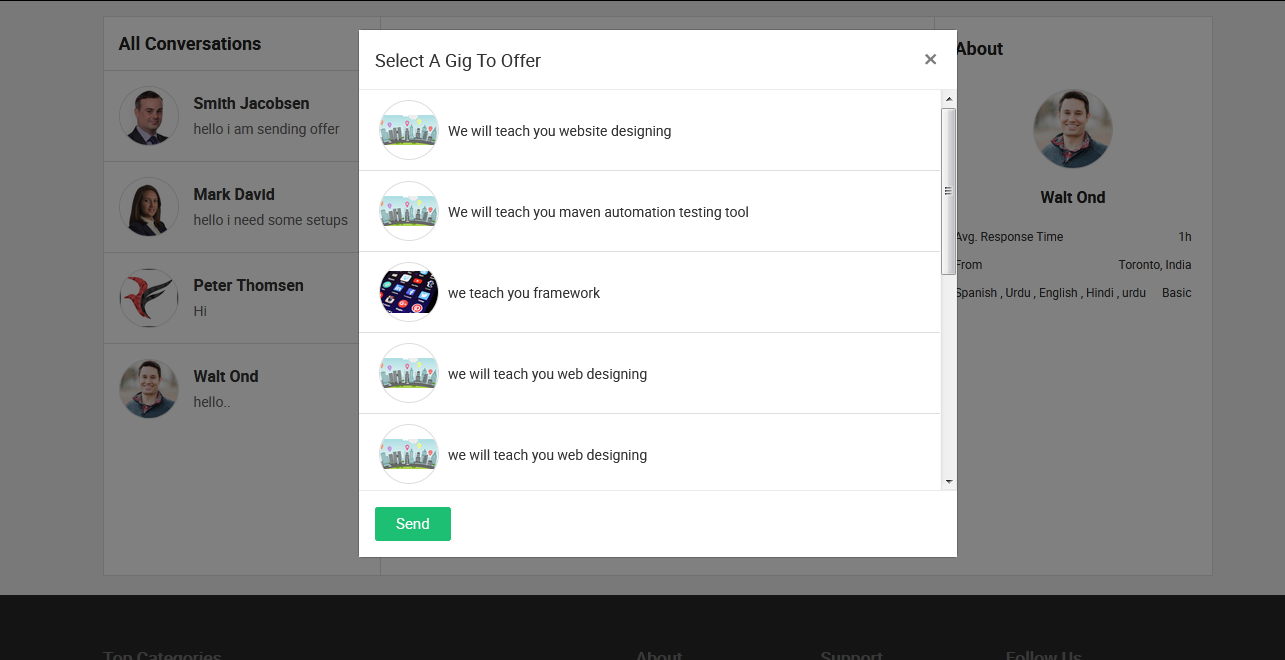 All Conversations
Smith Jacobsen
hello i am sending offer
Mark David
hello i need some setups
Peter Thomsen
Hi
Walt Ond
hello..
Select A Gig To Offer
×
We will teach you website designing
We will teach you maven automation testing tool
we teach you framework
we will teach you web designing
we will teach you web designing
Send
About
Walt Ond
Avg. Response Time 1h
From Toronto, India
Spanish , Urdu , English , Hindi , urdu Basic
Top Categories About Support Follow Us